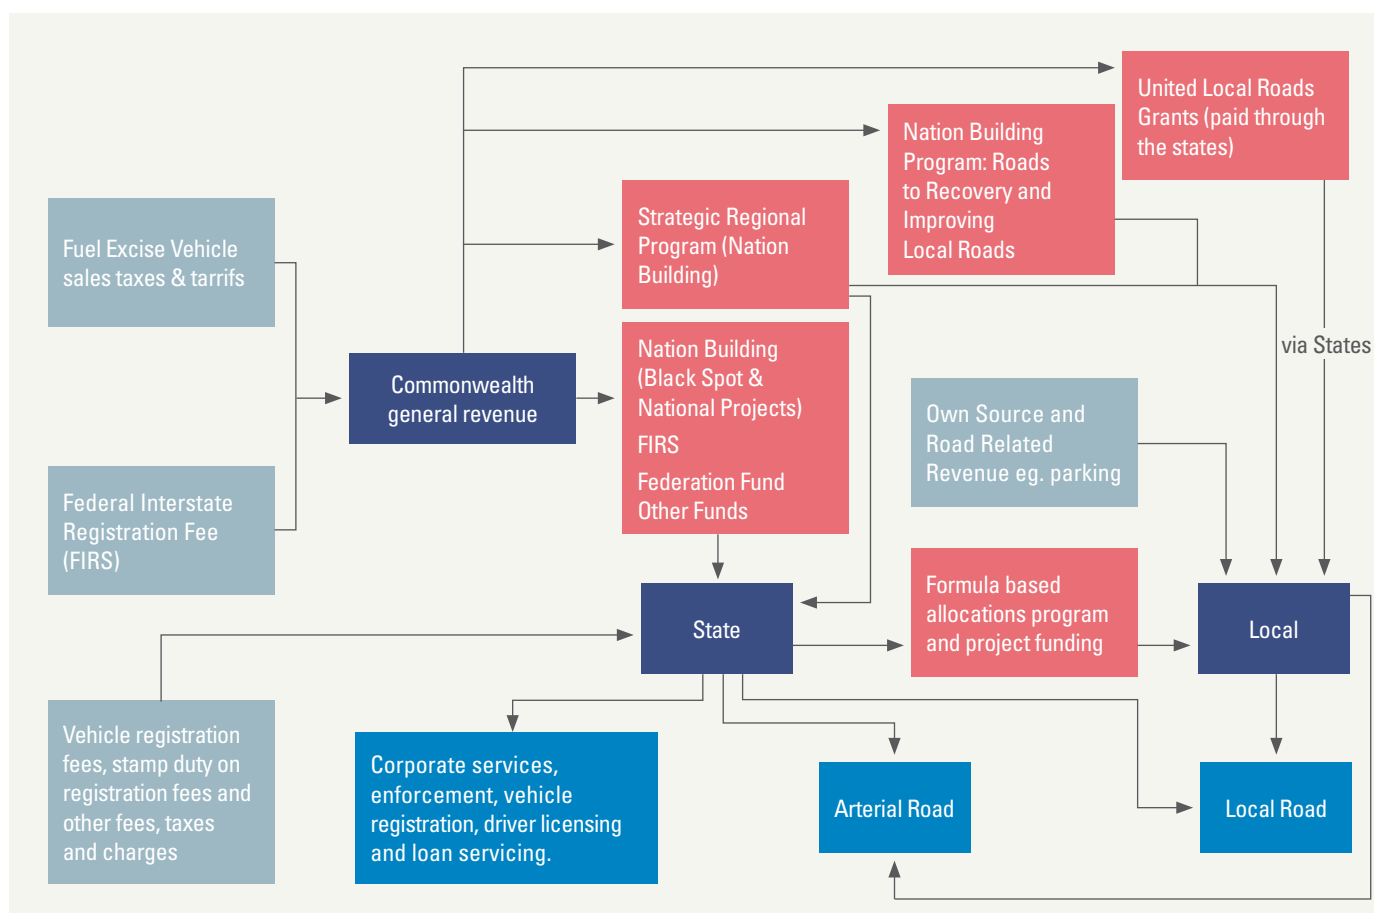 United Local Roads
Grants (paid through
the states)
Nation Building
Program: Roads
to Recovery and
Improving
Local Roads
Strategic Regional
Program (Nation
Building)
Fuel Excise Vehicle
sales taxes & tarrifs
Nation Building
(Black Spot &
National Projects)
FIRS
Federation Fund
Other Funds
via States
Commonwealth
general revenue
Own Source and
Road Related
Revenue eg. parking
Federal Interstate
Registration Fee
(FIRS)
Formula based
allocations program
and project funding
State
Local
Vehicle registration
fees, stamp duty on
registration fees and
other fees, taxes
and charges
Corporate services,
enforcement, vehicle
registration, driver licensing
and loan servicing.
Arterial Road
Local Road